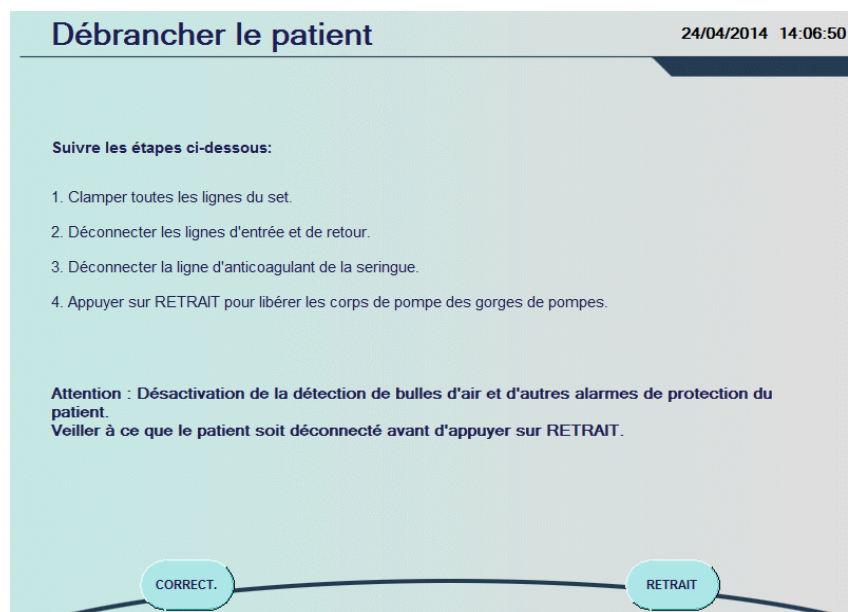 Débrancher le patient
24/04/2014 14:06:50
Suivre les étapes ci-dessous:
1. Clamper toutes les lignes du set.
2. Déconnecter les lignes d'entrée et de retour.
3. Déconnecter la ligne d'anticoagulant de la seringue.
4. Appuyer sur RETRAIT pour libérer les corps de pompe des gorges de pompes.
Attention : Désactivation de la détection de bulles d'air et d'autres alarmes de protection du
patient.
Veiller à ce que le patient soit déconnecté avant d'appuyer sur RETRAIT.
CORRECT.
RETRAIT